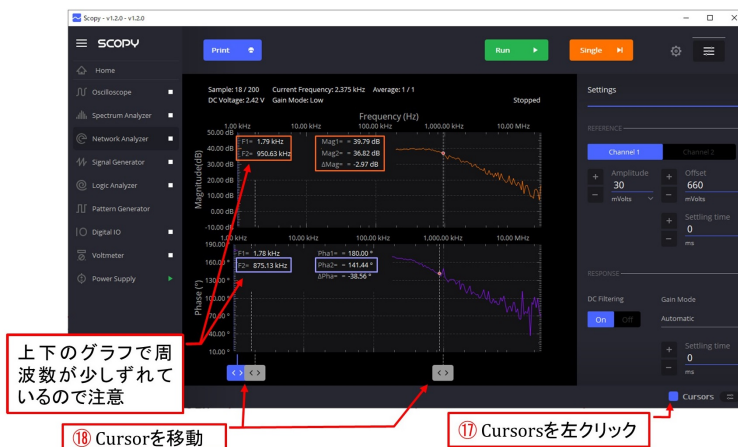 Scopy - v1.2.0 - v1.2.0
SCOPY
Print
Run
Single
Home
Oscilloscope
Spectrum Analyzer
Network Analyzer
Signal Generator
Logic Analyzer
Pattern Generator
Digital IO
Voltmeter
Power Supply
Sample: 18 / 200 Current Frequency: 2.375 kHz Average: 1 / 1
DC Voltage: 2.42 V Gain Mode: Low Stopped
Frequency (Hz)
1.00 kHz 10.00 kHz 100.00 kHz 1,000.00 kHz 10.00 MHz
Magnitude(dB)
50.00 dB
40.00 dB
30.00 dB
20.00 dB
10.00 dB
0.00 dB
-10.00 dB
F1= 1.79 kHz Mag1= = 39.79 dB
F2= 950.63 kHz Mag2= = 36.82 dB
ΔMag= = -2.97 dB
1.00 kHz 10.00 kHz 100.00 kHz 1,000.00 kHz 10.00 MHz
Phase (°)
190.00 °
160.00 °
130.00 °
100.00 °
70.00 °
40.00 °
10.00 °
F1= 1.78 kHz Pha1= = 180.00 °
F2= 875.13 kHz Pha2= = 141.44 °
ΔPha= = -38.56 °
Settings
REFERENCE
Channel 1 Channel 2
Amplitude Offset
30 660
mVolts mVolts
Settling time
0
ms
RESPONSE
DC Filtering Gain Mode
On Off Automatic
Settling time
0
ms
Cursors
上下のグラフで周
波数が少しずれて
いるので注意
⑱ Cursorを移動
⑰ Cursorsを左クリック